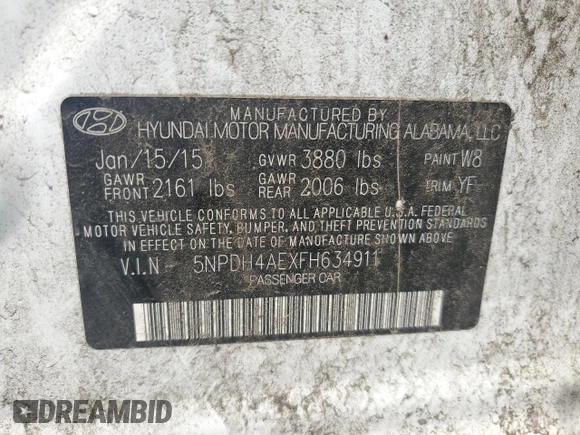 MANUFACTURED BY
HYUNDAI MOTOR MANUFACTURING ALABAMA, LLC
Jan/15/15 GVWR 3880 lbs PAINT W8
GAWR FRONT 2161 lbs GAWR REAR 2006 lbs TRIM YF
THIS VEHICLE CONFORMS TO ALL APPLICABLE U.S.A. FEDERAL
MOTOR VEHICLE SAFETY, BUMPER, AND THEFT PREVENTION STANDARDS
IN EFFECT ON THE DATE OF MANUFACTURE SHOWN ABOVE.
V.I.N 5NPDH4AEXFH634911
PASSENGER CAR
DREAMBID